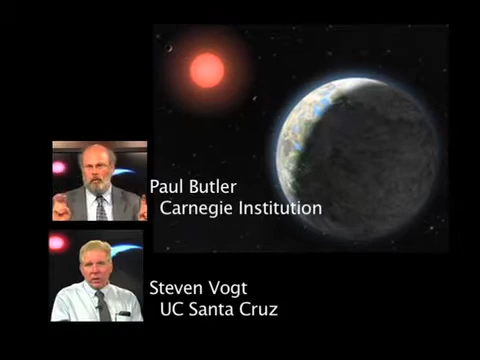 Paul Butler
Carnegie Institution
Steven Vogt
UC Santa Cruz